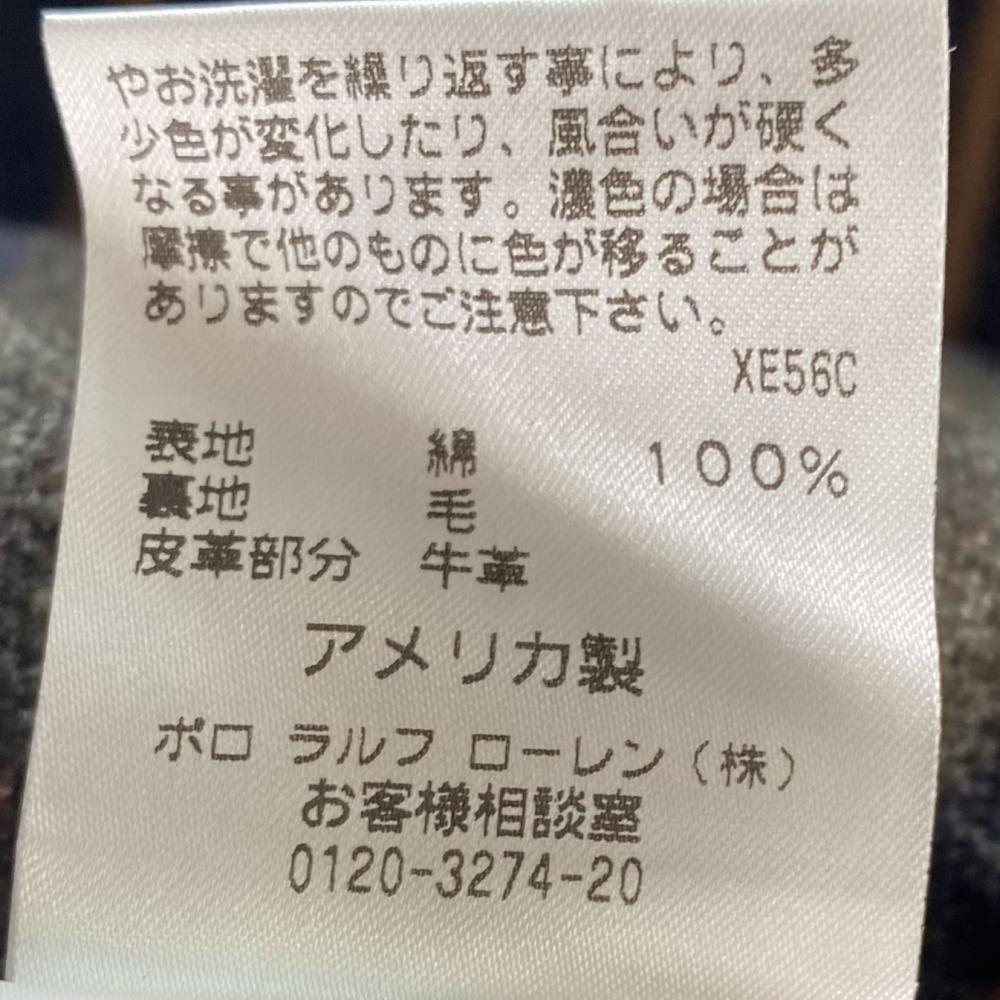 やお洗濯を繰り返す事により、多
少色が変化したり、風合いが硬く
なる事があります。濃色の場合は
摩擦で他のものに色が移ることが
ありますのでご注意下さい。
XE56C
表地 綿 100%
裏地 毛
皮革部分 牛革
アメリカ製
ポロ ラルフ ローレン(株)
お客様相談室
0120-3274-20